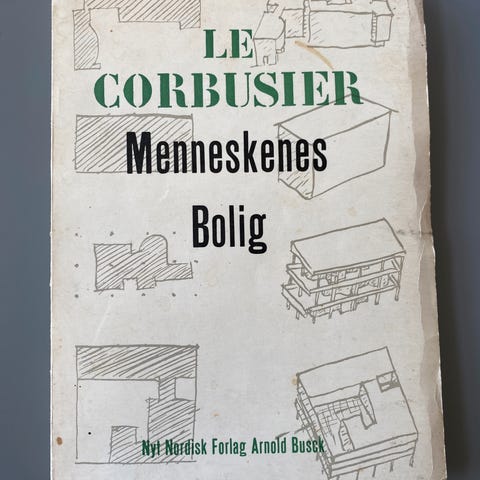 LE
CORBUSIER
Menneskenes
Bolig
Nyt Nordisk Forlag Arnold Busck